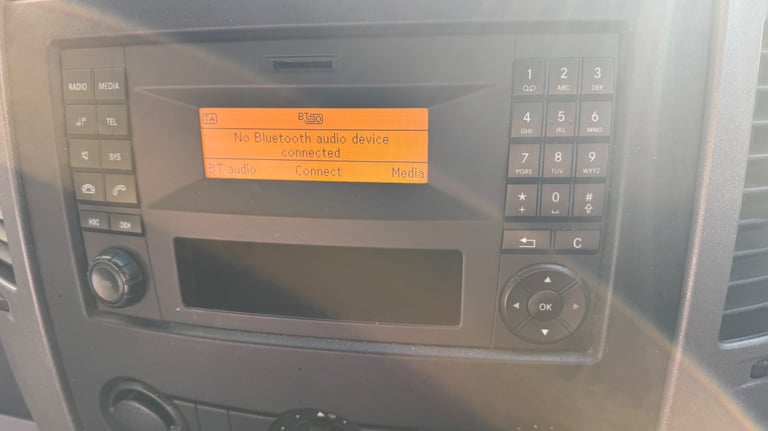 RADIO MEDIA
TEL
SYS
TA
BT
No Bluetooth audio device
connected
BT audio Connect Media
1 2 3
ABC DEF
4 5 6
GHI JKL MNO
7 8 9
PQRS TUV WXYZ
* 0 #
+
C
OK